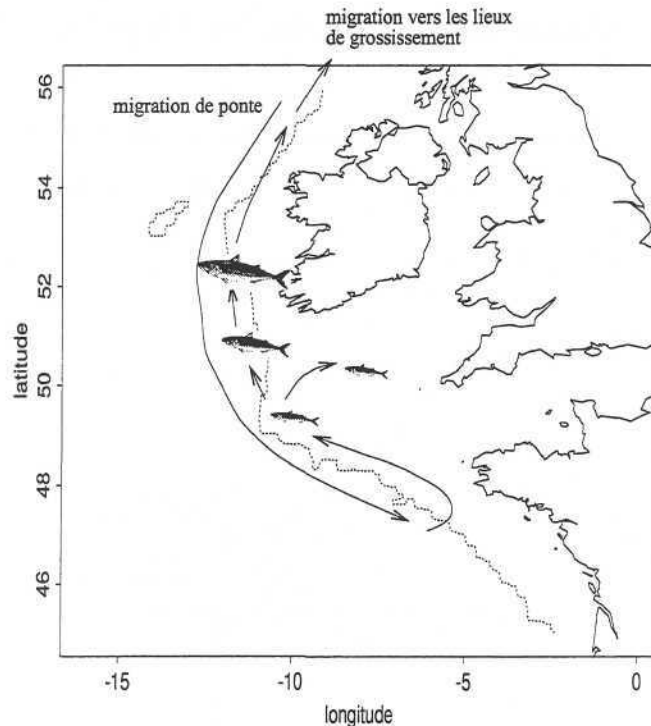 migration vers les lieux
de grossissement
migration de ponte
56
54
52
50
48
46
latitude
-15
-10
-5
0
longitude